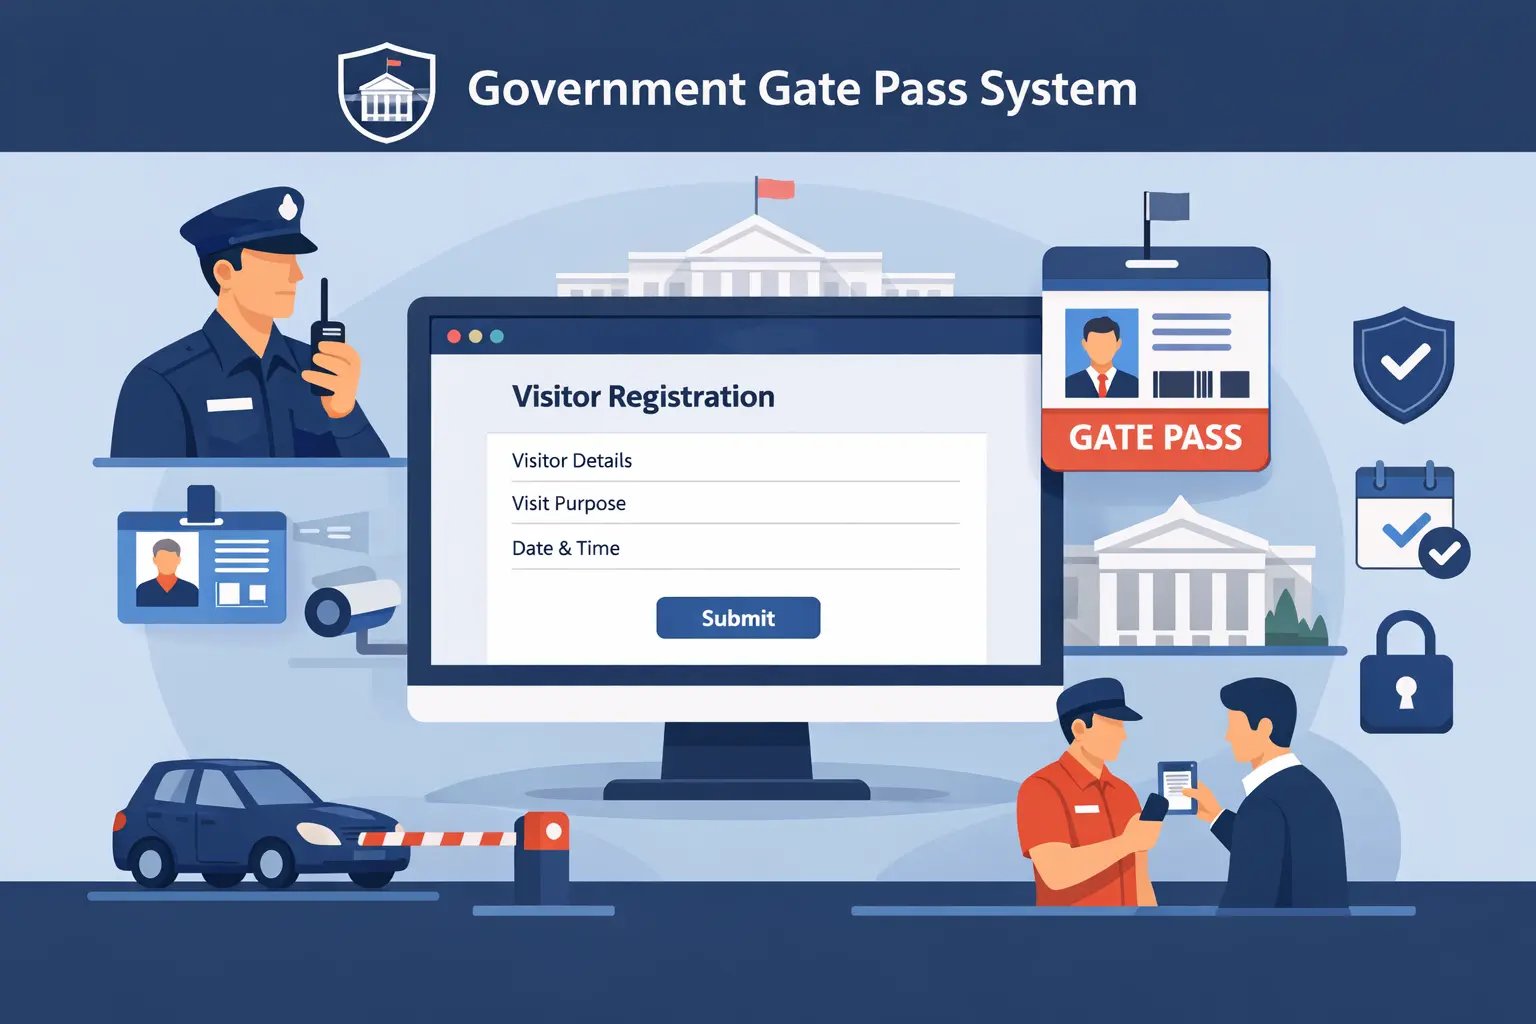 Government Gate Pass System
Visitor Registration
Visitor Details
Visit Purpose
Date & Time
Submit
GATE PASS